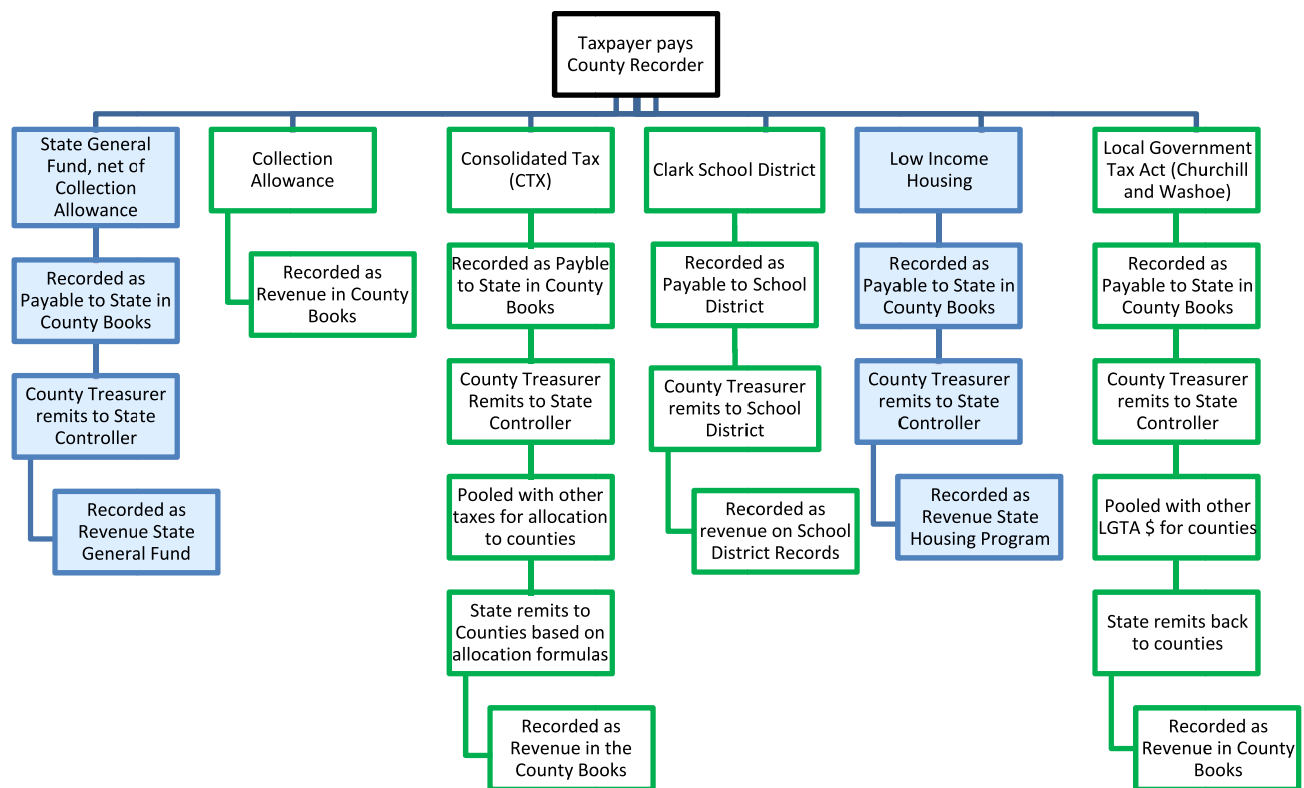 Taxpayer pays
County Recorder
State General
Fund, net of
Collection
Allowance
Recorded as
Payable to State in
County Books
County Treasurer
remits to State
Controller
Recorded as
Revenue State
General Fund
Collection
Allowance
Recorded as
Revenue in County
Books
Consolidated Tax
(CTX)
Recorded as Payble
to State in County
Books
County Treasurer
Remits to State
Controller
Pooled with other
taxes for allocation
to counties
State remits to
Counties based on
allocation formulas
Recorded as
Revenue in the
County Books
Clark School District
Recorded as
Payable to School
District
County Treasurer
remits to School
District
Recorded as
revenue on School
District Records
Low Income
Housing
Recorded as
Payable to State in
County Books
County Treasurer
remits to State
Controller
Recorded as
Revenue State
Housing Program
Local Government
Tax Act (Churchill
and Washoe)
Recorded as
Payable to State in
County Books
County Treasurer
remits to State
Controller
Pooled with other
LGTA $ for counties
State remits back
to counties
Recorded as
Revenue in County
Books